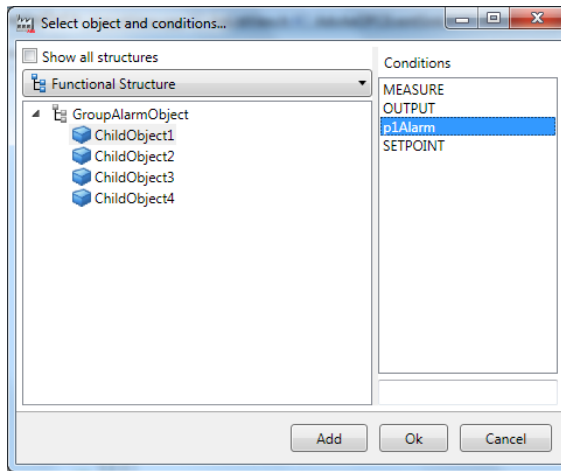 Select object and conditions...
Show all structures
Functional Structure
GroupAlarmObject
ChildObject1
ChildObject2
ChildObject3
ChildObject4
Conditions
MEASURE
OUTPUT
p1Alarm
SETPOINT
Add
Ok
Cancel